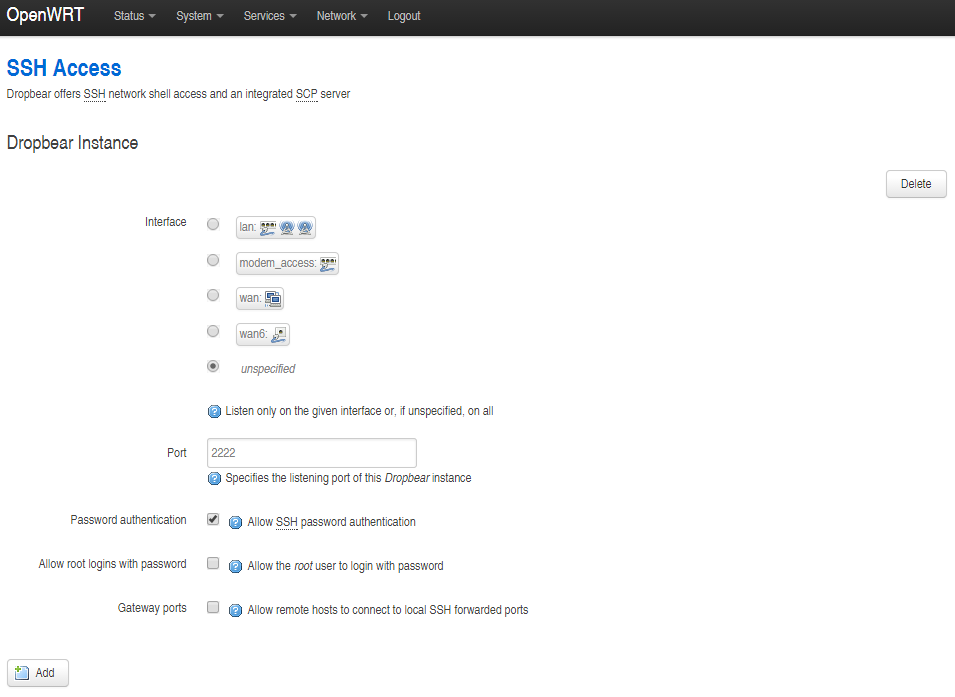 OpenWRT Status System Services Network Logout
SSH Access
Dropbear offers SSH network shell access and an integrated SCP server
Dropbear Instance
Delete
Interface lan:
modem_access:
wan:
wan6:
unspecified
Listen only on the given interface or, if unspecified, on all
Port 2222
Specifies the listening port of this Dropbear instance
Password authentication Allow SSH password authentication
Allow root logins with password Allow the root user to login with password
Gateway ports Allow remote hosts to connect to local SSH forwarded ports
Add